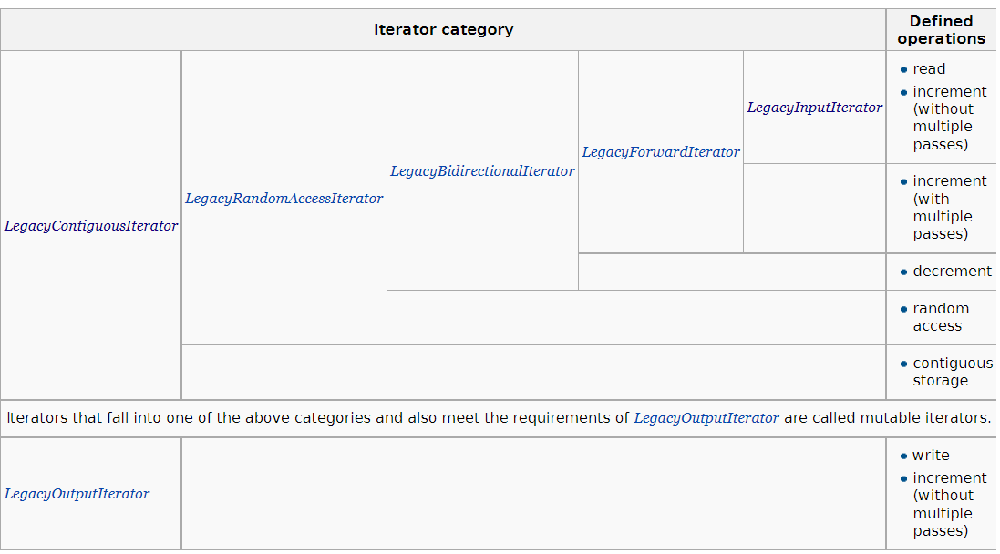 Iterator category
Defined
operations
LegacyContiguousIterator
LegacyRandomAccessIterator
LegacyBidirectionalIterator
LegacyForwardIterator
LegacyInputIterator
read
increment
(without
multiple
passes)
increment
(with
multiple
passes)
decrement
random
access
contiguous
storage
Iterators that fall into one of the above categories and also meet the requirements of LegacyOutputIterator are called mutable iterators.
LegacyOutputIterator
write
increment
(without
multiple
passes)